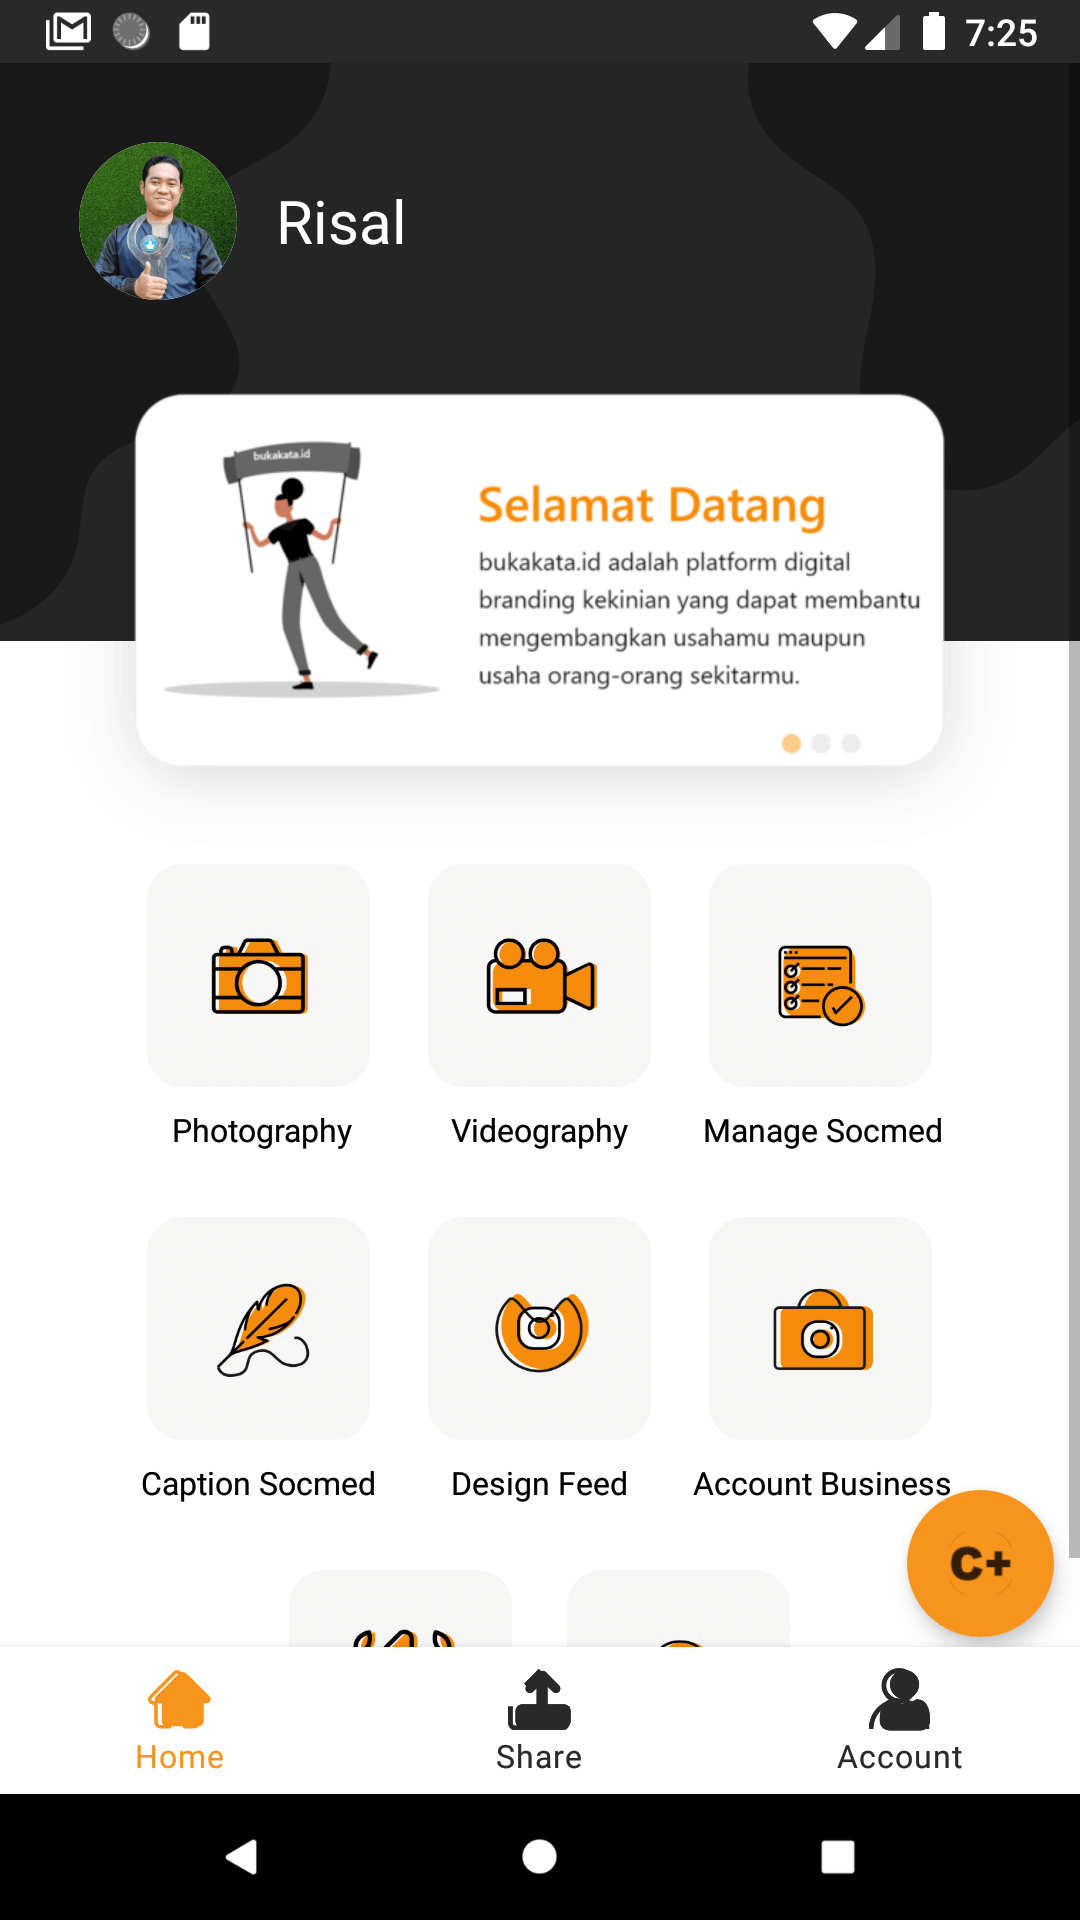 7:25
Risal
bukakata.id
Selamat Datang
bukakata.id adalah platform digital
branding kekinian yang dapat membantu
mengembangkan usahamu maupun
usaha orang-orang sekitarmu.
Photography
Videography
Manage Socmed
Caption Socmed
Design Feed
Account Business
C+
Home
Share
Account